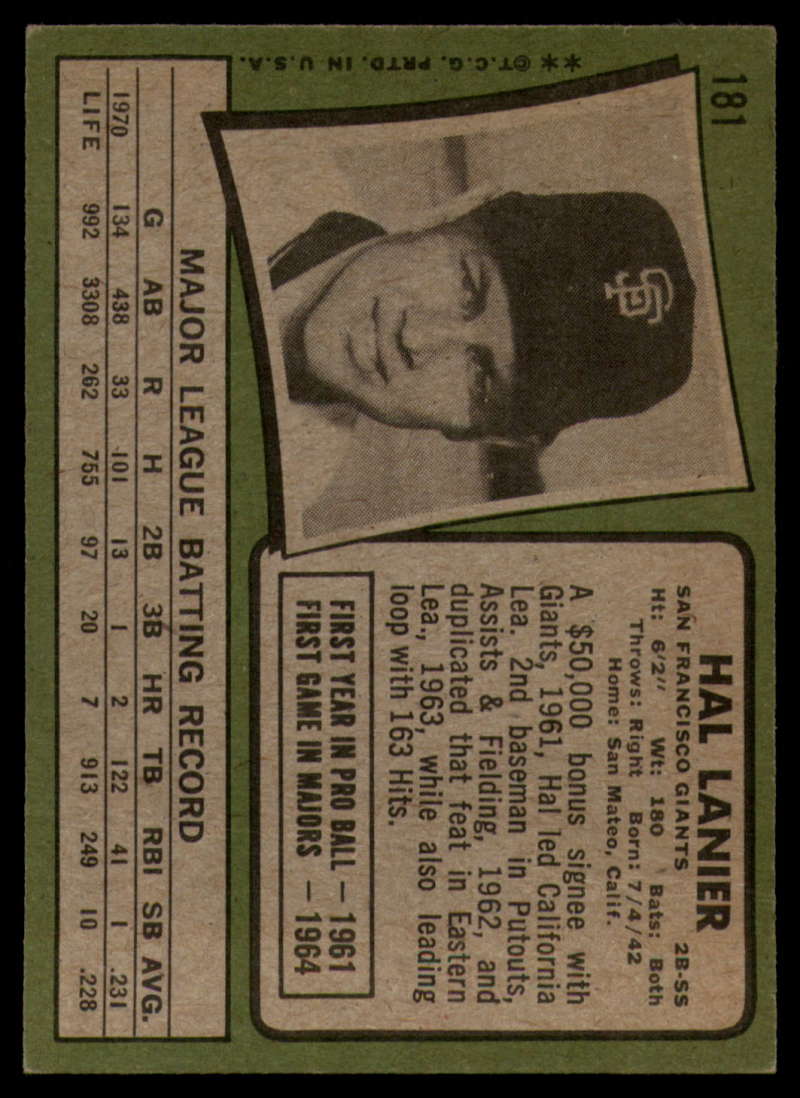 181
**©T.C.G. PRTD. IN U.S.A.
SF
HAL LANIER
SAN FRANCISCO GIANTS 2B-SS
Ht: 6'2" Wt: 180 Bats: Both
Throws: Right Born: 7/4/42
Home: San Mateo, Calif.
A $50,000 bonus signee with
Giants, 1961, Hal led California
Lea. 2nd baseman in Putouts,
Assists & Fielding, 1962, and
duplicated that feat in Eastern
Lea., 1963, while also leading
loop with 163 Hits.
FIRST YEAR IN PRO BALL — 1961
FIRST GAME IN MAJORS — 1964
MAJOR LEAGUE BATTING RECORD
G AB R H 2B 3B HR TB RBI SB AVG.
1970 134 438 33 101 13 1 2 122 41 1 .231
LIFE 992 3308 262 755 97 20 7 913 249 10 .228